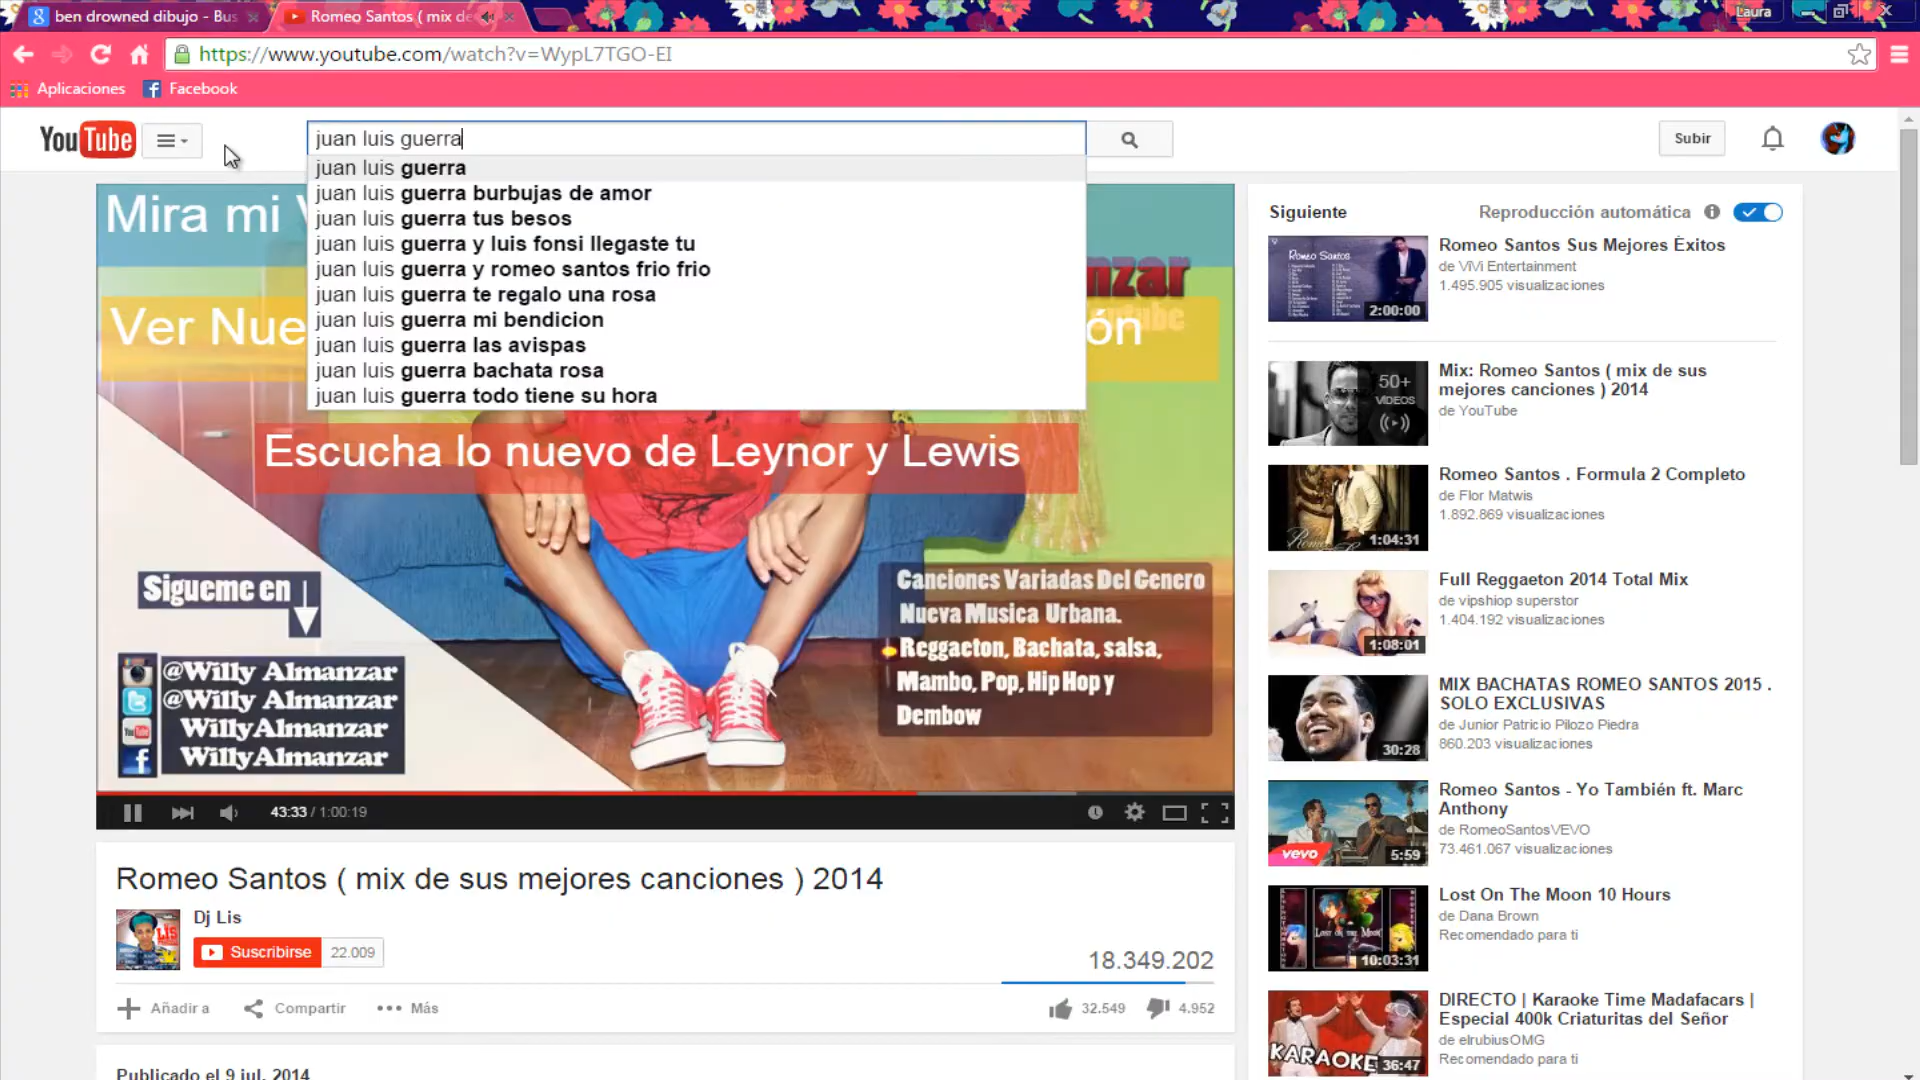 ben drowned dibujo - Bus
Romeo Santos ( mix de
Laura
https://www.youtube.com/watch?v=WypL7TGO-EI
Aplicaciones
Facebook
YouTube
juan luis guerra
Subir
juan luis guerra
juan luis guerra burbujas de amor
juan luis guerra tus besos
juan luis guerra y luis fonsi llegaste tu
juan luis guerra y romeo santos frio frio
juan luis guerra te regalo una rosa
juan luis guerra mi bendicion
juan luis guerra las avispas
juan luis guerra bachata rosa
juan luis guerra todo tiene su hora
Mira mi V
nzar
Ver Nue
ón
Escucha lo nuevo de Leynor y Lewis
Sigueme en
@Willy Almanzar
@Willy Almanzar
WillyAlmanzar
WillyAlmanzar
Canciones Variadas Del Genero
Nueva Musica Urbana.
Reggaeton, Bachata, salsa,
Mambo, Pop, Hip Hop y
Dembow
43:33 / 1:00:19
Romeo Santos ( mix de sus mejores canciones ) 2014
Dj Lis
Suscribirse 22.009
18.349.202
Añadir a
Compartir
Más
32.549
4.952
Publicado el 9 jul. 2014
Siguiente
Reproducción automática
Romeo Santos
2:00:00
Romeo Santos Sus Mejores Éxitos
de ViVi Entertainment
1.495.905 visualizaciones
50+
VÍDEOS
Mix: Romeo Santos ( mix de sus
mejores canciones ) 2014
de YouTube
1:04:31
Romeo Santos . Formula 2 Completo
de Flor Matwis
1.892.869 visualizaciones
1:08:01
Full Reggaeton 2014 Total Mix
de vipshiop superstor
1.404.192 visualizaciones
30:28
MIX BACHATAS ROMEO SANTOS 2015 .
SOLO EXCLUSIVAS
de Junior Patricio Pilozo Piedra
860.203 visualizaciones
vevo
5:59
Romeo Santos - Yo También ft. Marc
Anthony
de RomeoSantosVEVO
73.461.067 visualizaciones
LOST ON THE MOON
10:03:31
Lost On The Moon 10 Hours
de Dana Brown
Recomendado para ti
KARAOKE
36:47
DIRECTO | Karaoke Time Madafacars |
Especial 400k Criaturitas del Señor
de elrubiusOMG
Recomendado para ti